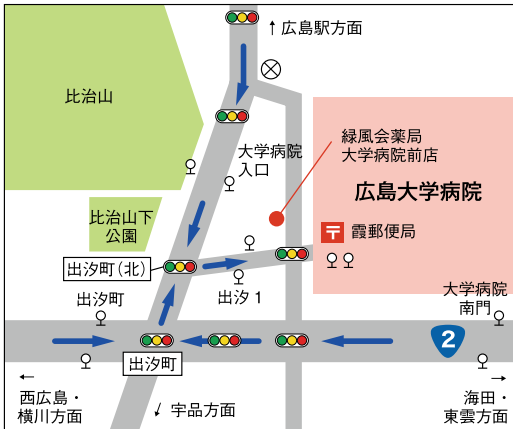 ↑広島駅方面
比治山
大学病院
入口
緑風会薬局
大学病院前店
広島大学病院
比治山下
公園
〒 霞郵便局
出汐町(北)
出汐町
出汐1
大学病院
南門
2
出汐町
←
西広島・
横川方面
↙ 宇品方面
→
海田・
東雲方面